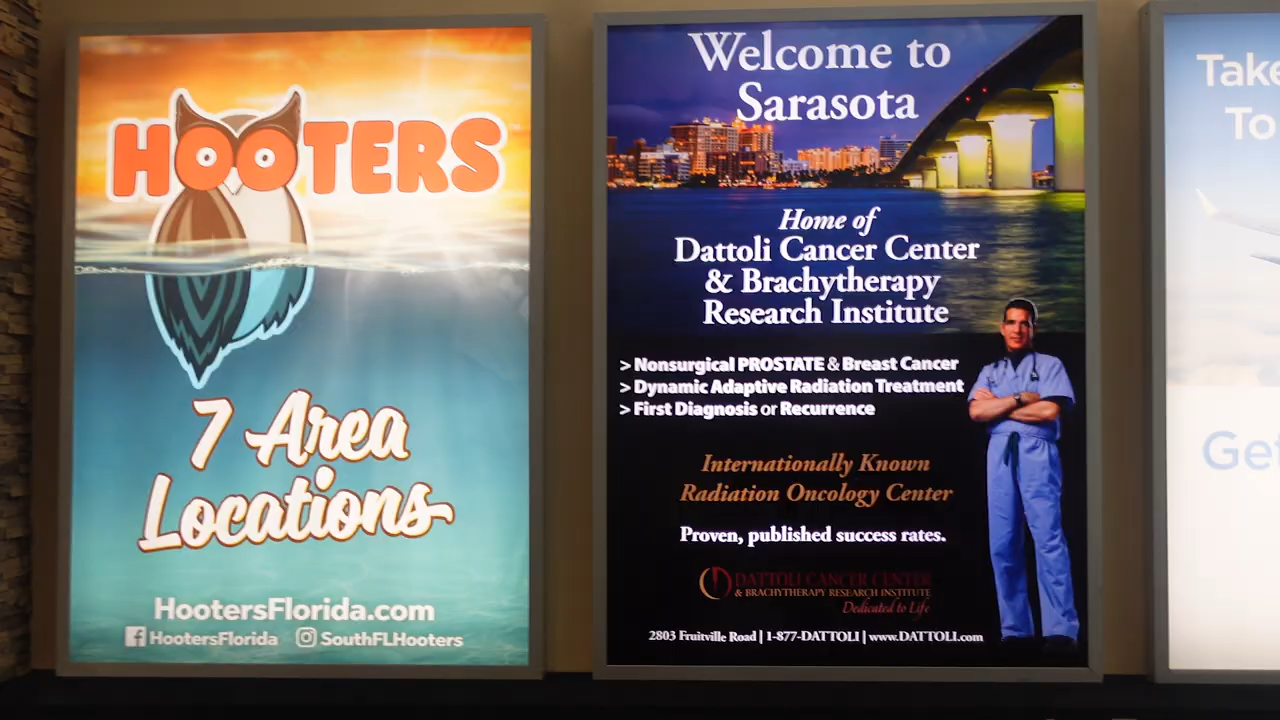 HOOTERS
7 Area
Locations
HootersFlorida.com
HootersFlorida SouthFLHooters
Welcome to
Sarasota
Home of
Dattoli Cancer Center
& Brachytherapy
Research Institute
> Nonsurgical PROSTATE & Breast Cancer
> Dynamic Adaptive Radiation Treatment
> First Diagnosis or Recurrence
Internationally Known
Radiation Oncology Center
Proven, published success rates.
DATTOLI CANCER CENTER
& BRACHYTHERAPY RESEARCH INSTITUTE
Dedicated to Life
2803 Fruitville Road | 1-877-DATTOLI | www.DATTOLI.com
Take
To